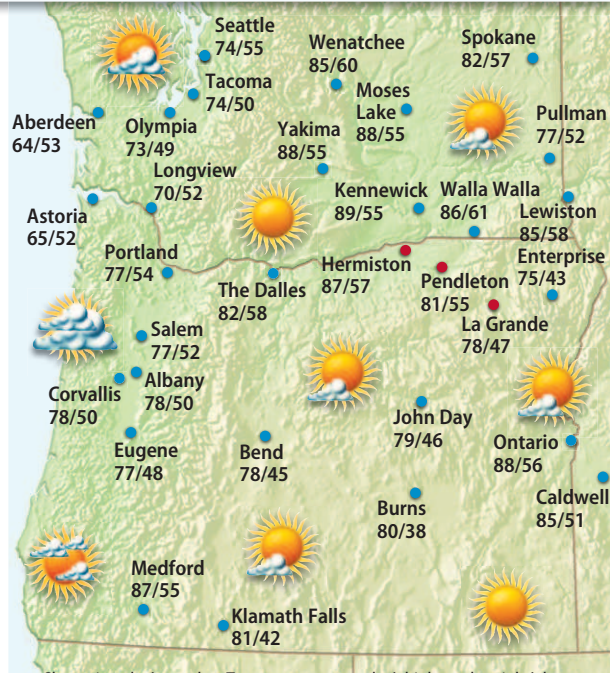 Seattle
74/55
Wenatchee
85/60
Spokane
82/57
Tacoma
74/50
Moses
Lake
88/55
Aberdeen
64/53
Olympia
73/49
Yakima
88/55
Pullman
77/52
Longview
70/52
Kennewick
89/55
Walla Walla
86/61
Lewiston
85/58
Astoria
65/52
Portland
77/54
The Dalles
82/58
Hermiston
87/57
Pendleton
81/55
Enterprise
75/43
La Grande
78/47
Salem
77/52
Albany
78/50
Corvallis
78/50
Eugene
77/48
Bend
78/45
John Day
79/46
Ontario
88/56
Caldwell
85/51
Burns
80/38
Medford
87/55
Klamath Falls
81/42